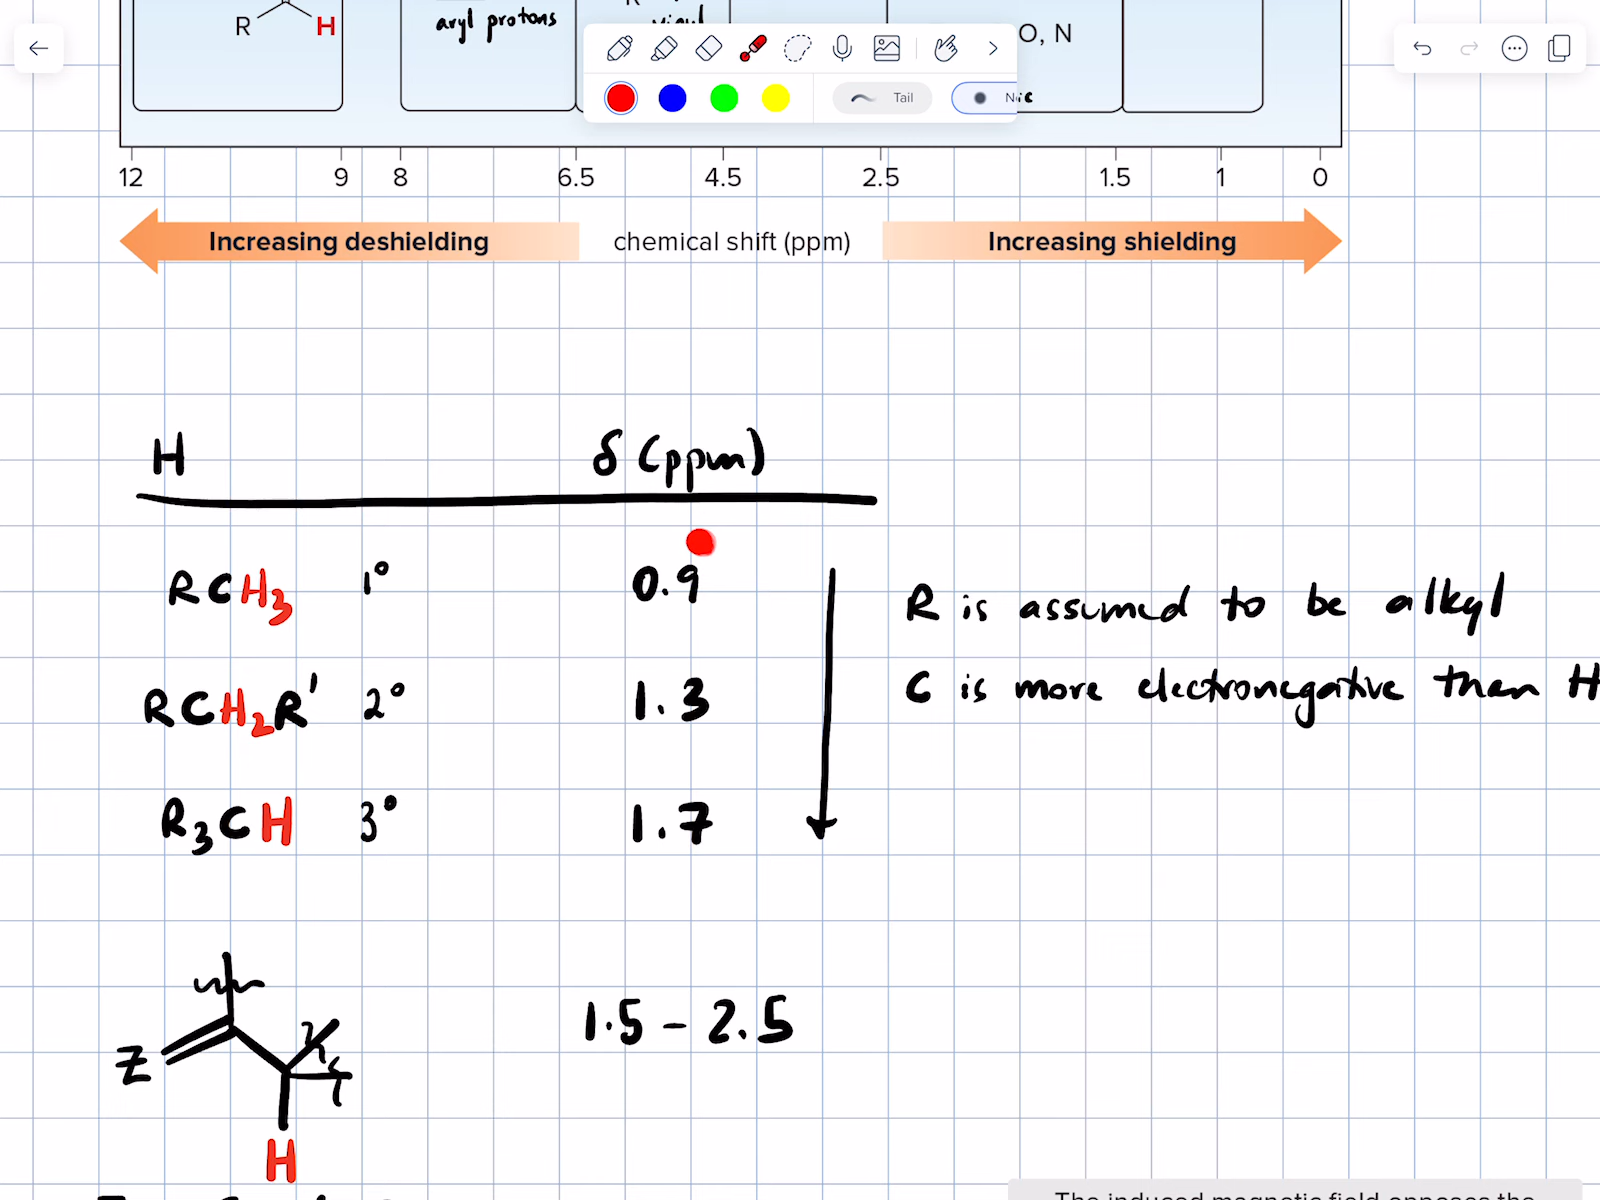 R H
aryl protons
O, N
Tail
12 9 8 6.5 4.5 2.5 1.5 1 0
Increasing deshielding chemical shift (ppm) Increasing shielding
H δ (ppm)
RCH3 1° 0.9
R is assumed to be alkyl
RCH2R' 2° 1.3
C is more electronegative than H
R3CH 3° 1.7
1.5 - 2.5
Z
H
The induced magnetic field opposes the